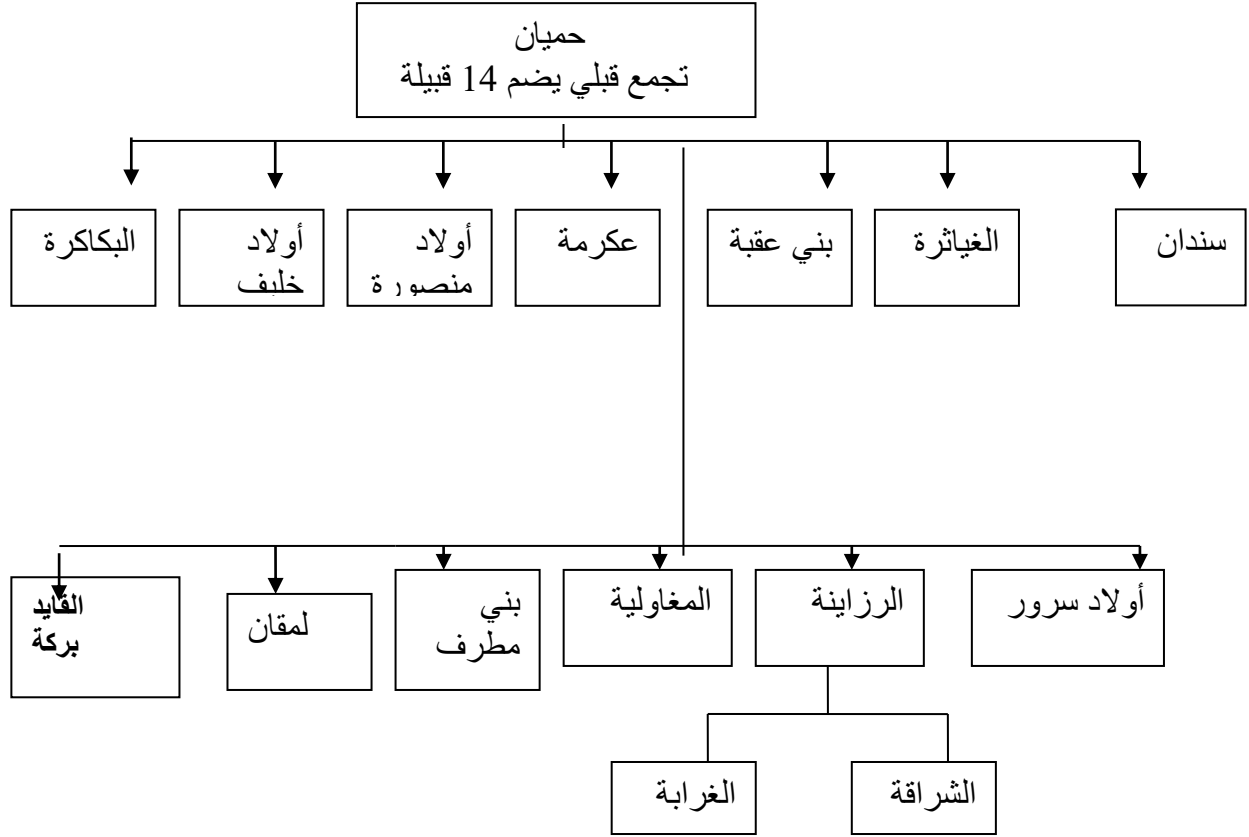 حميان
تجمع قبلي يضم 14 قبيلة
سندان
الغياثرة
بني عقبة
عكرمة
أولاد
منصورة
أولاد
خليف
البكاكرة
أولاد سرور
الرزاينة
المغاولية
بني
مطرف
لمقان
القايد
بركة
الشراقة
الغرابة